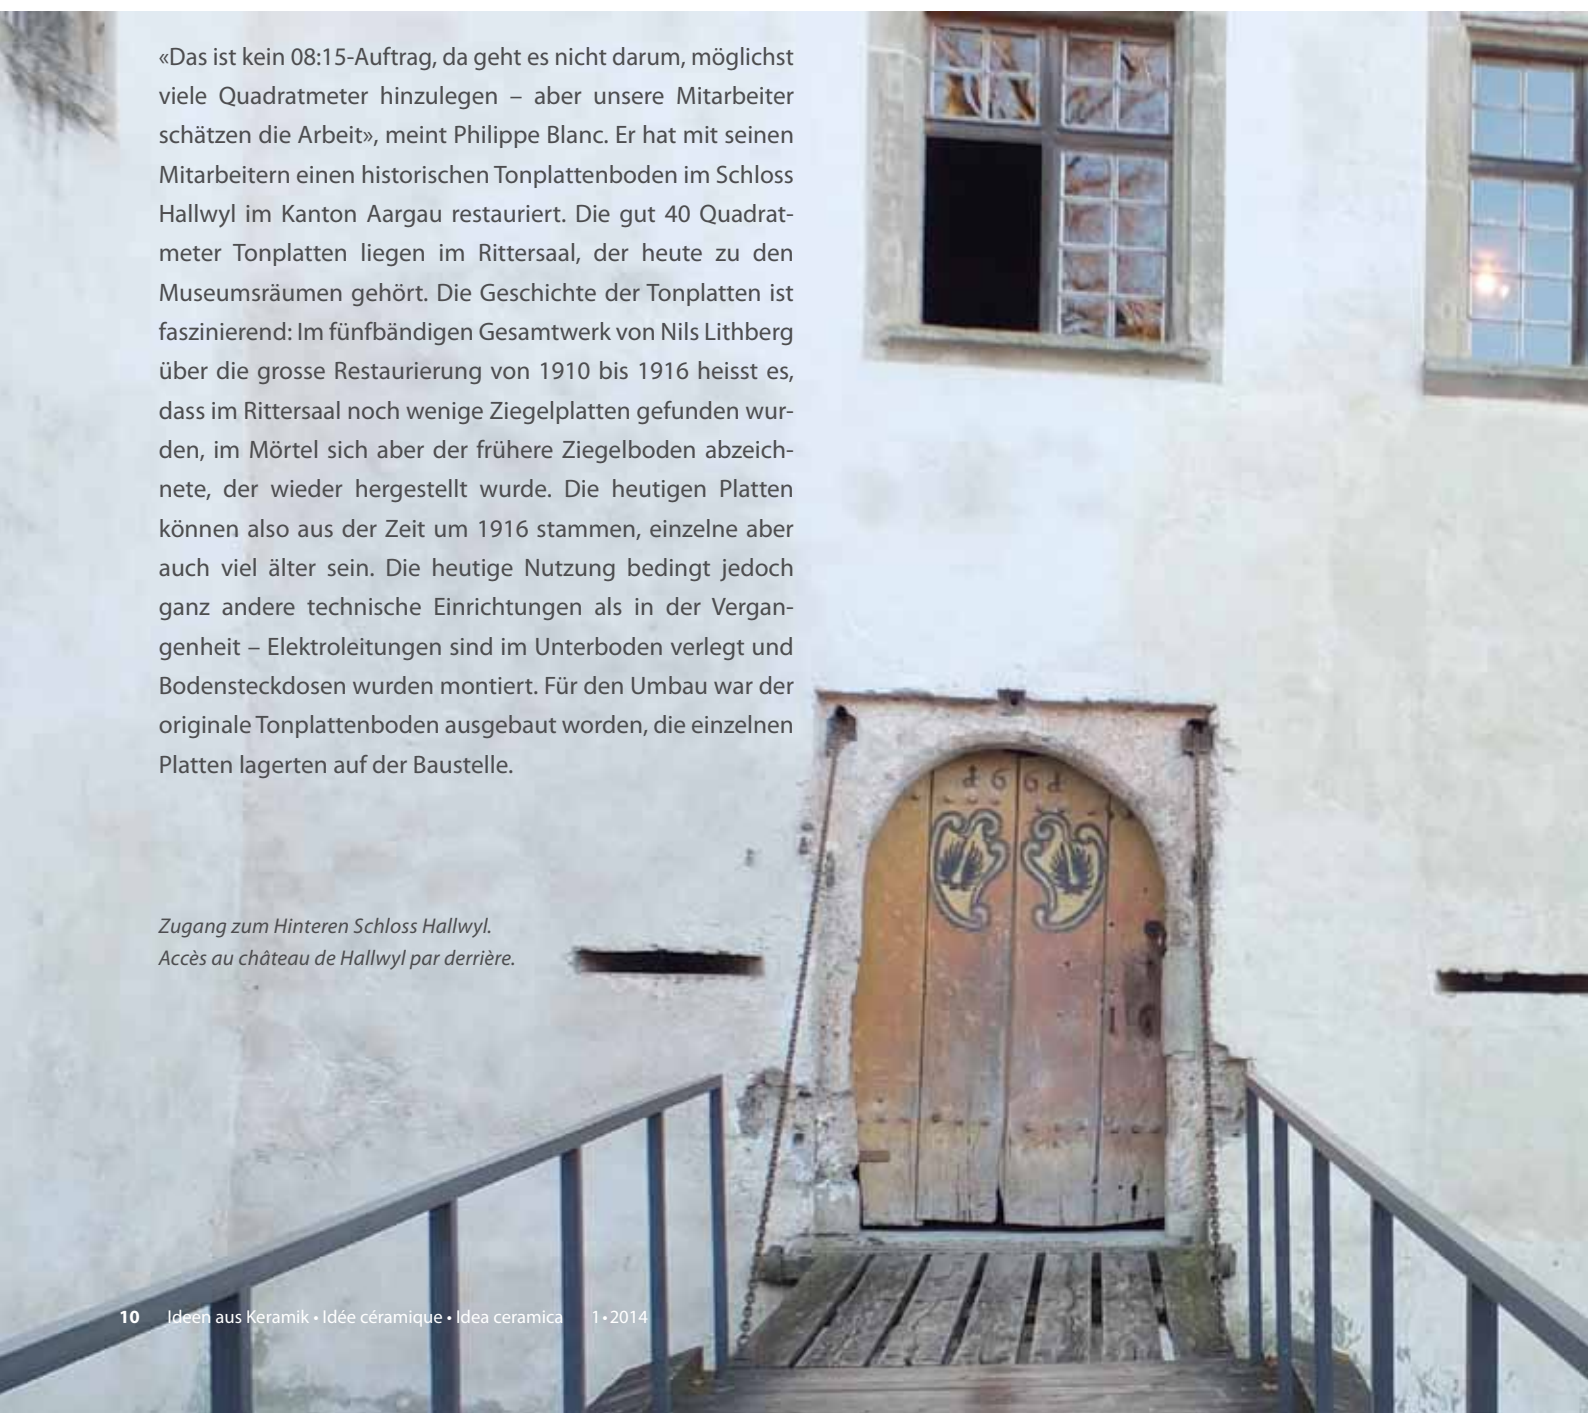 «Das ist kein 08:15-Auftrag, da geht es nicht darum, möglichst
viele Quadratmeter hinzulegen – aber unsere Mitarbeiter
schätzen die Arbeit», meint Philippe Blanc. Er hat mit seinen
Mitarbeitern einen historischen Tonplattenboden im Schloss
Hallwyl im Kanton Aargau restauriert. Die gut 40 Quadrat-
meter Tonplatten liegen im Rittersaal, der heute zu den
Museumsräumen gehört. Die Geschichte der Tonplatten ist
faszinierend: Im fünfbändigen Gesamtwerk von Nils Lithberg
über die grosse Restaurierung von 1910 bis 1916 heisst es,
dass im Rittersaal noch wenige Ziegelplatten gefunden wur-
den, im Mörtel sich aber der frühere Ziegelboden abzeich-
nete, der wieder hergestellt wurde. Die heutigen Platten
können also aus der Zeit um 1916 stammen, einzelne aber
auch viel älter sein. Die heutige Nutzung bedingt jedoch
ganz andere technische Einrichtungen als in der Vergan-
genheit – Elektroleitungen sind im Unterboden verlegt und
Bodensteckdosen wurden montiert. Für den Umbau war der
originale Tonplattenboden ausgebaut worden, die einzelnen
Platten lagerten auf der Baustelle.
Zugang zum Hinteren Schloss Hallwyl.
Accès au château de Hallwyl par derrière.
10 Ideen aus Keramik • Idée céramique • Idea ceramica 1 • 2014